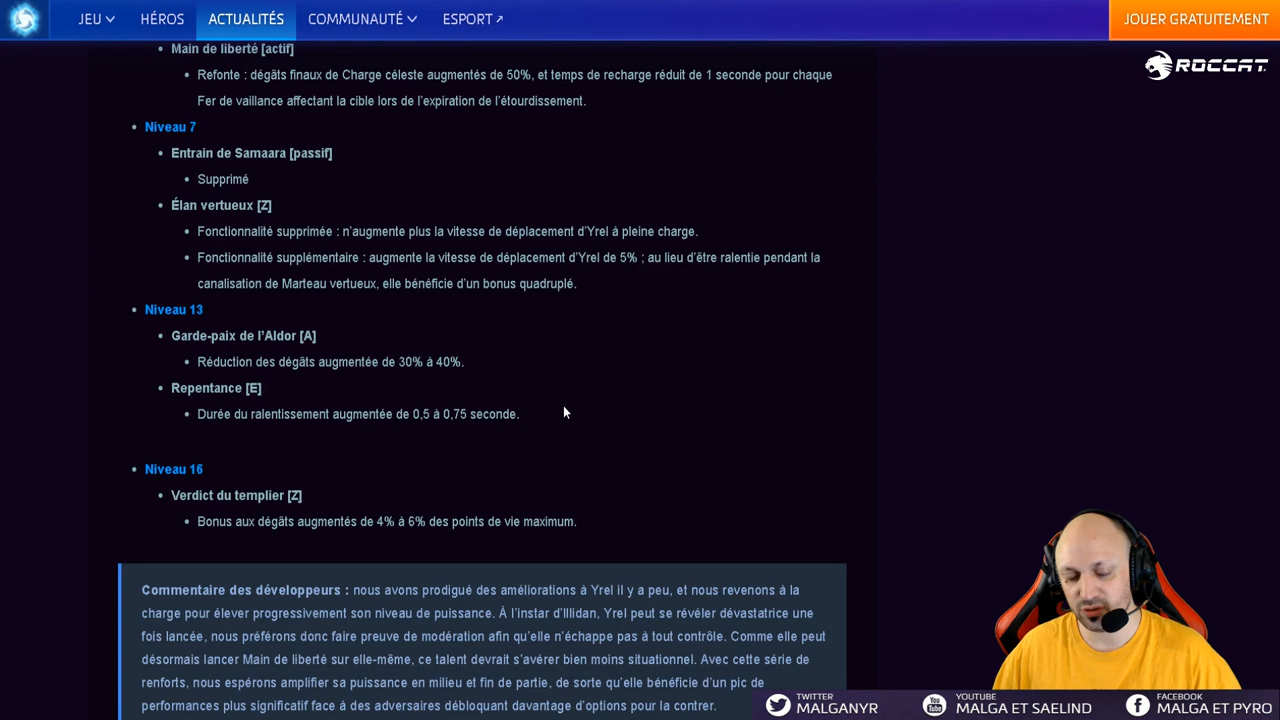 JEU HÉROS ACTUALITÉS COMMUNAUTÉ ESPORT JOUER GRATUITEMENT
ROCCAT
Main de liberté [actif]
Refonte : dégâts finaux de Charge céleste augmentés de 50%, et temps de recharge réduit de 1 seconde pour chaque
Fer de vaillance affectant la cible lors de l’expiration de l’étourdissement.
Niveau 7
Entrain de Samaara [passif]
Supprimé
Élan vertueux [Z]
Fonctionnalité supprimée : n’augmente plus la vitesse de déplacement d’Yrel à pleine charge.
Fonctionnalité supplémentaire : augmente la vitesse de déplacement d’Yrel de 5% ; au lieu d’être ralentie pendant la
canalisation de Marteau vertueux, elle bénéficie d’un bonus quadruplé.
Niveau 13
Garde-paix de l’Aldor [A]
Réduction des dégâts augmentée de 30% à 40%.
Repentance [E]
Durée du ralentissement augmentée de 0,5 à 0,75 seconde.
Niveau 16
Verdict du templier [Z]
Bonus aux dégâts augmentés de 4% à 6% des points de vie maximum.
Commentaire des développeurs : nous avons prodigué des améliorations à Yrel il y a peu, et nous revenons à la
charge pour élever progressivement son niveau de puissance. À l’instar d’Illidan, Yrel peut se révéler dévastatrice une
fois lancée, nous préférons donc faire preuve de modération afin qu’elle n’échappe pas à tout contrôle. Comme elle peut
désormais lancer Main de liberté sur elle-même, ce talent devrait s’avérer bien moins situationnel. Avec cette série de
renforts, nous espérons amplifier sa puissance en milieu et fin de partie, de sorte qu’elle bénéficie d’un pic de
performances plus significatif face à des adversaires débloquant davantage d’options pour la contrer.
TWITTER
MALGANYR
YOUTUBE
MALGA ET SAELIND
FACEBOOK
MALGA ET PYRO